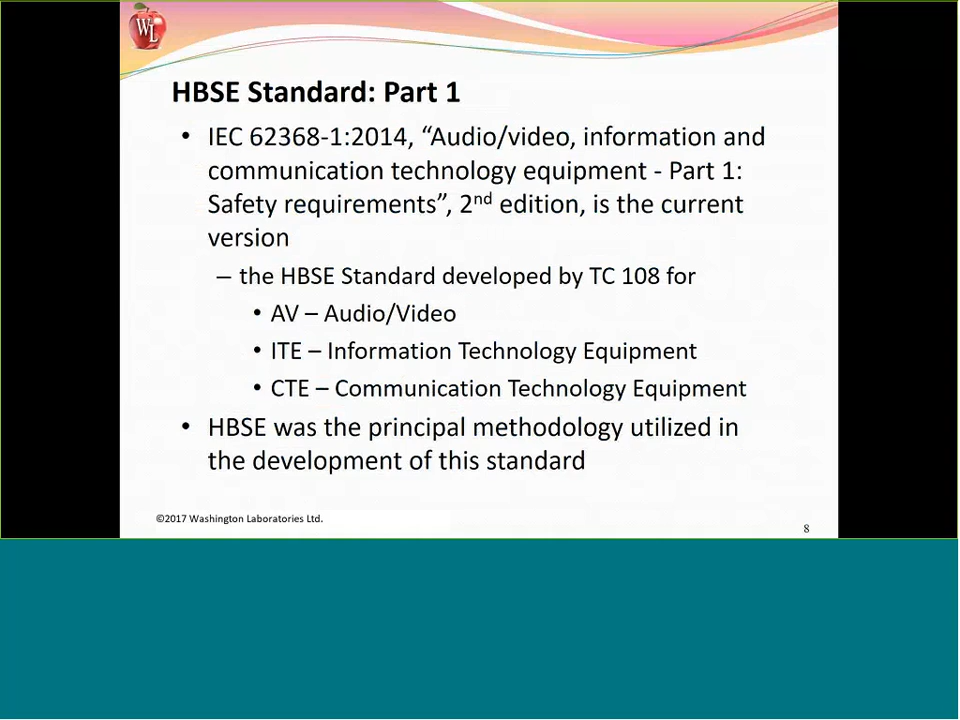 WL
HBSE Standard: Part 1
• IEC 62368-1:2014, “Audio/video, information and
communication technology equipment - Part 1:
Safety requirements”, 2nd edition, is the current
version
– the HBSE Standard developed by TC 108 for
• AV – Audio/Video
• ITE – Information Technology Equipment
• CTE – Communication Technology Equipment
• HBSE was the principal methodology utilized in
the development of this standard
©2017 Washington Laboratories Ltd.
8